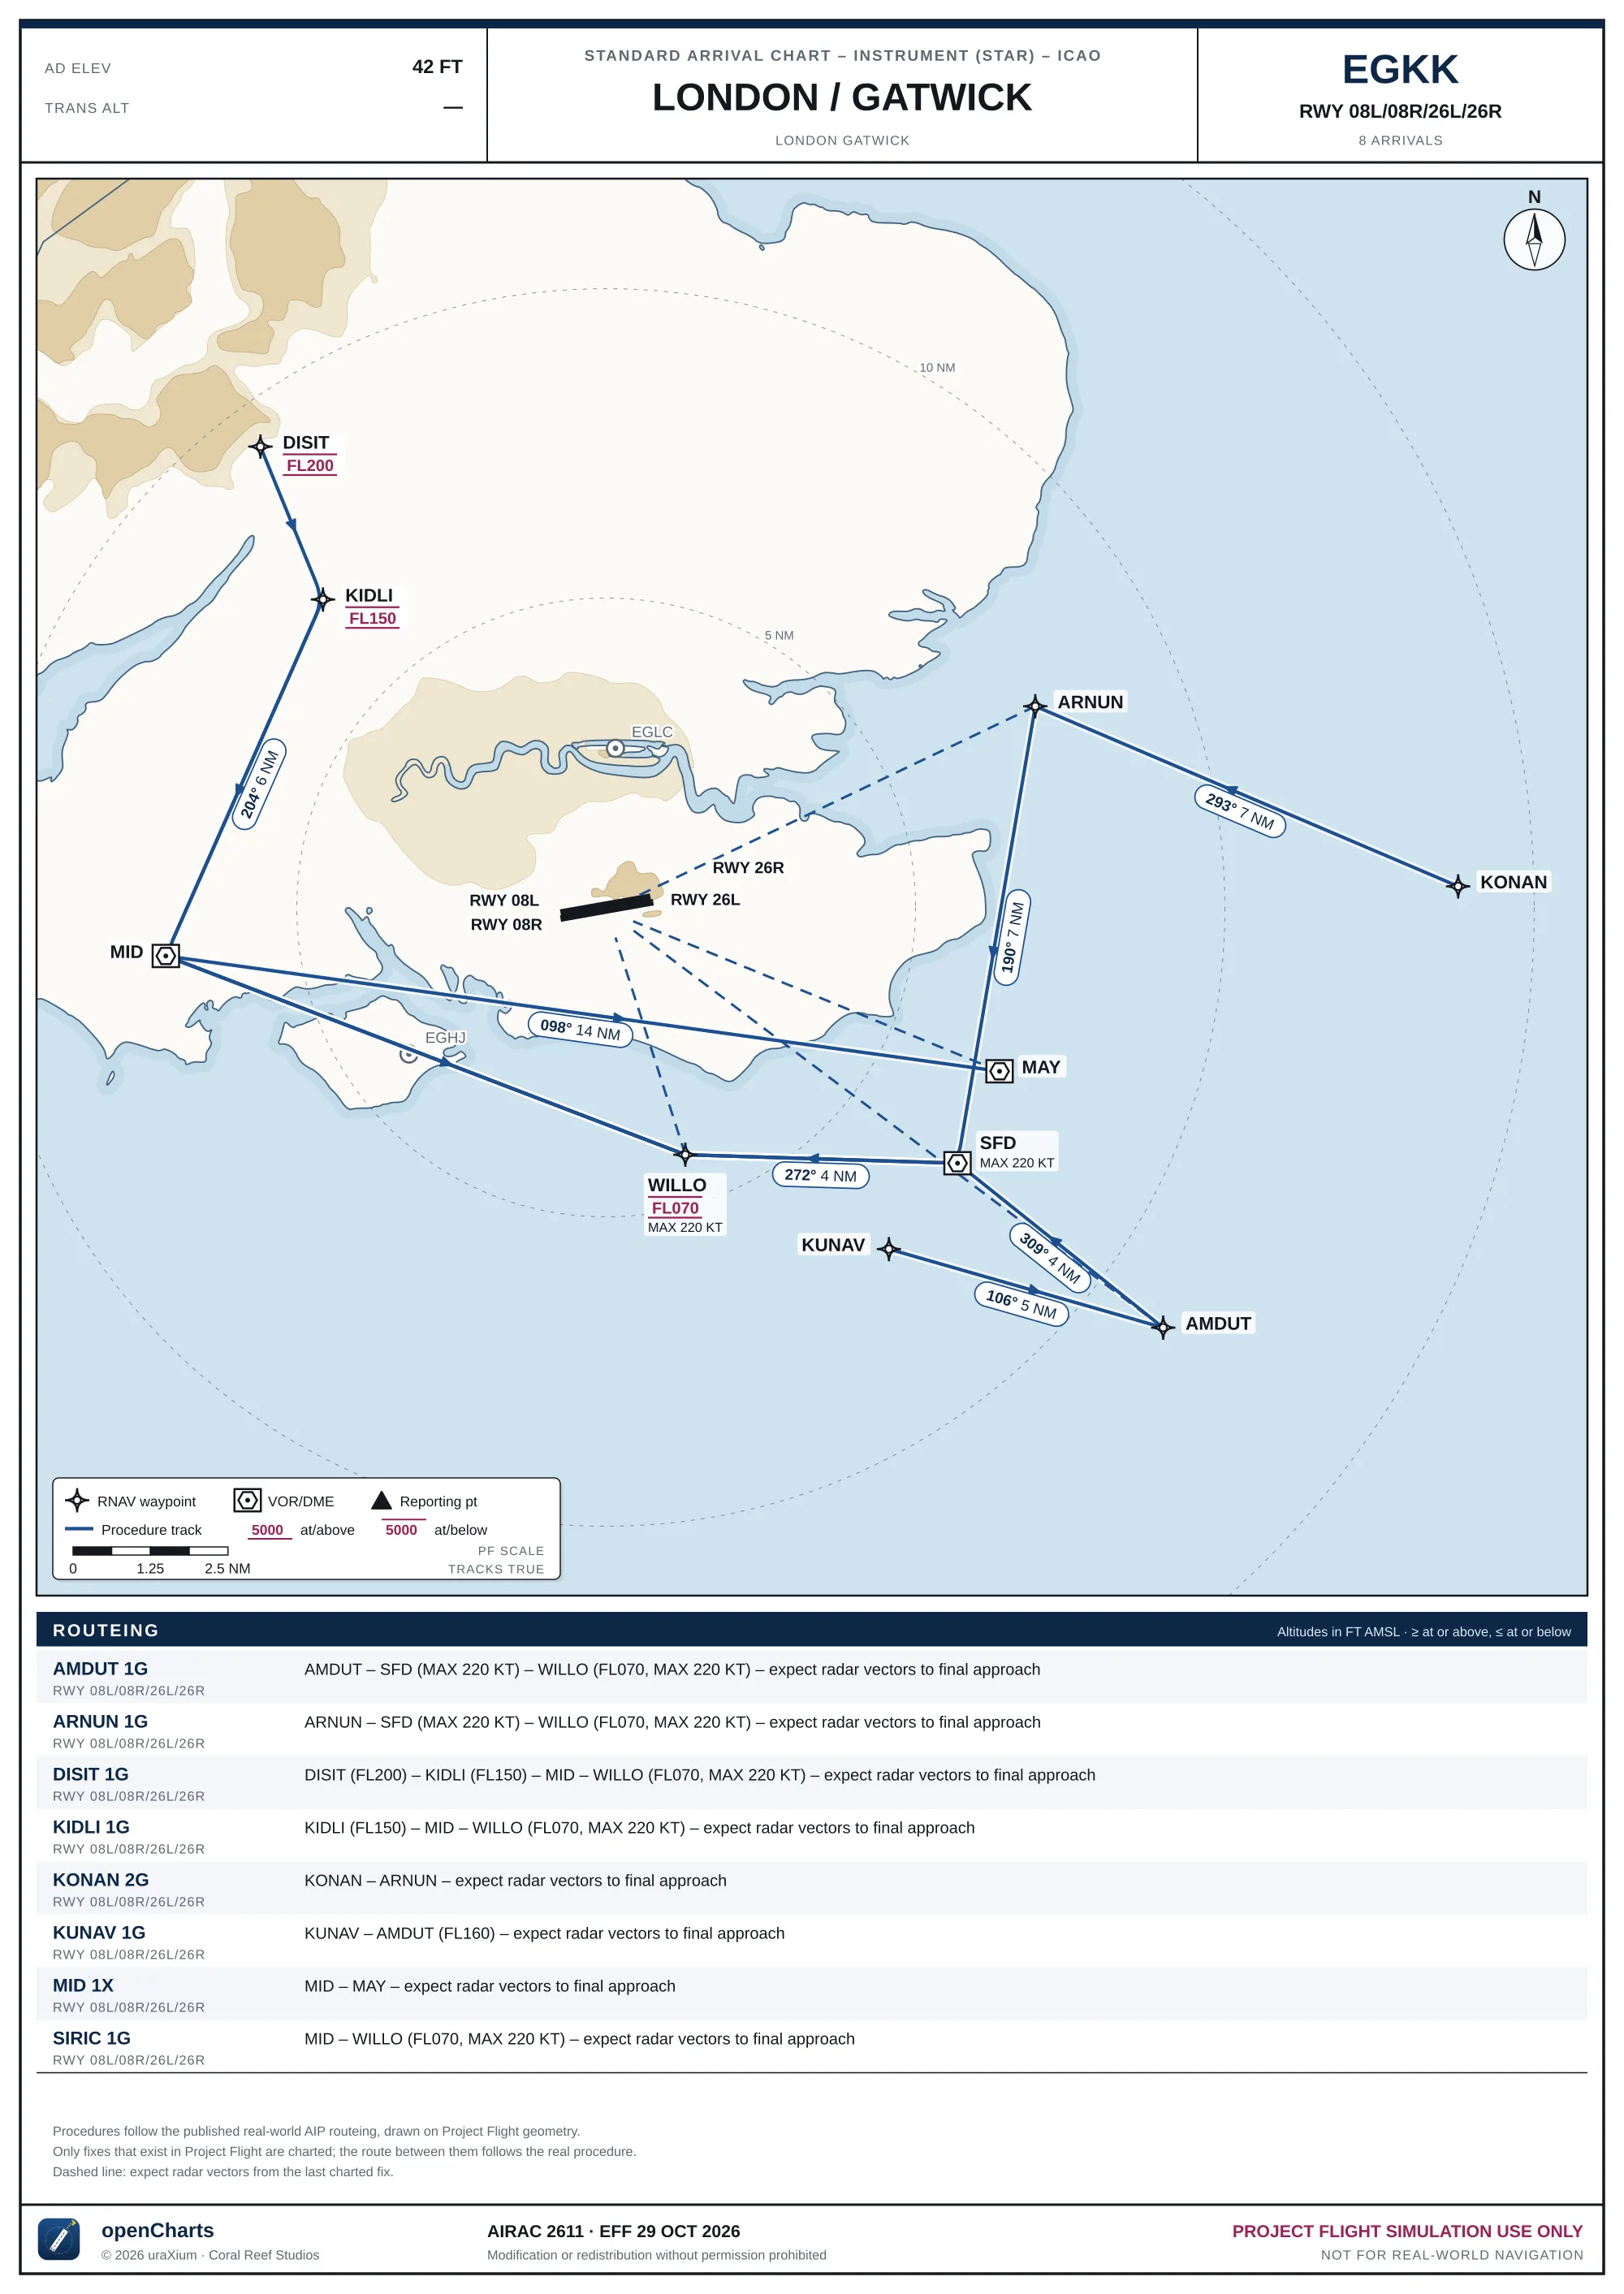 AD ELEV 42 FT
TRANS ALT —
STANDARD ARRIVAL CHART – INSTRUMENT (STAR) – ICAO
LONDON / GATWICK
LONDON GATWICK
EGKK
RWY 08L/08R/26L/26R
8 ARRIVALS
N
10 NM
DISIT
FL200
KIDLI
FL150
5 NM
ARNUN
EGLC
204° 6 NM
293° 7 NM
RWY 26R
KONAN
RWY 08L
RWY 26L
RWY 08R
190° 7 NM
MID
098° 14 NM
EGHJ
MAY
SFD
MAX 220 KT
272° 4 NM
WILLO
FL070
MAX 220 KT
KUNAV
309° 4 NM
106° 5 NM
AMDUT
RNAV waypoint VOR/DME Reporting pt
Procedure track 5000 at/above 5000 at/below
PF SCALE
0 1.25 2.5 NM
TRACKS TRUE
ROUTEING Altitudes in FT AMSL · ≥ at or above, ≤ at or below
AMDUT 1G AMDUT – SFD (MAX 220 KT) – WILLO (FL070, MAX 220 KT) – expect radar vectors to final approach
RWY 08L/08R/26L/26R
ARNUN 1G ARNUN – SFD (MAX 220 KT) – WILLO (FL070, MAX 220 KT) – expect radar vectors to final approach
RWY 08L/08R/26L/26R
DISIT 1G DISIT (FL200) – KIDLI (FL150) – MID – WILLO (FL070, MAX 220 KT) – expect radar vectors to final approach
RWY 08L/08R/26L/26R
KIDLI 1G KIDLI (FL150) – MID – WILLO (FL070, MAX 220 KT) – expect radar vectors to final approach
RWY 08L/08R/26L/26R
KONAN 2G KONAN – ARNUN – expect radar vectors to final approach
RWY 08L/08R/26L/26R
KUNAV 1G KUNAV – AMDUT (FL160) – expect radar vectors to final approach
RWY 08L/08R/26L/26R
MID 1X MID – MAY – expect radar vectors to final approach
RWY 08L/08R/26L/26R
SIRIC 1G MID – WILLO (FL070, MAX 220 KT) – expect radar vectors to final approach
RWY 08L/08R/26L/26R
Procedures follow the published real-world AIP routeing, drawn on Project Flight geometry.
Only fixes that exist in Project Flight are charted; the route between them follows the real procedure.
Dashed line: expect radar vectors from the last charted fix.
openCharts
© 2026 uraXium · Coral Reef Studios
AIRAC 2611 · EFF 29 OCT 2026
Modification or redistribution without permission prohibited
PROJECT FLIGHT SIMULATION USE ONLY
NOT FOR REAL-WORLD NAVIGATION